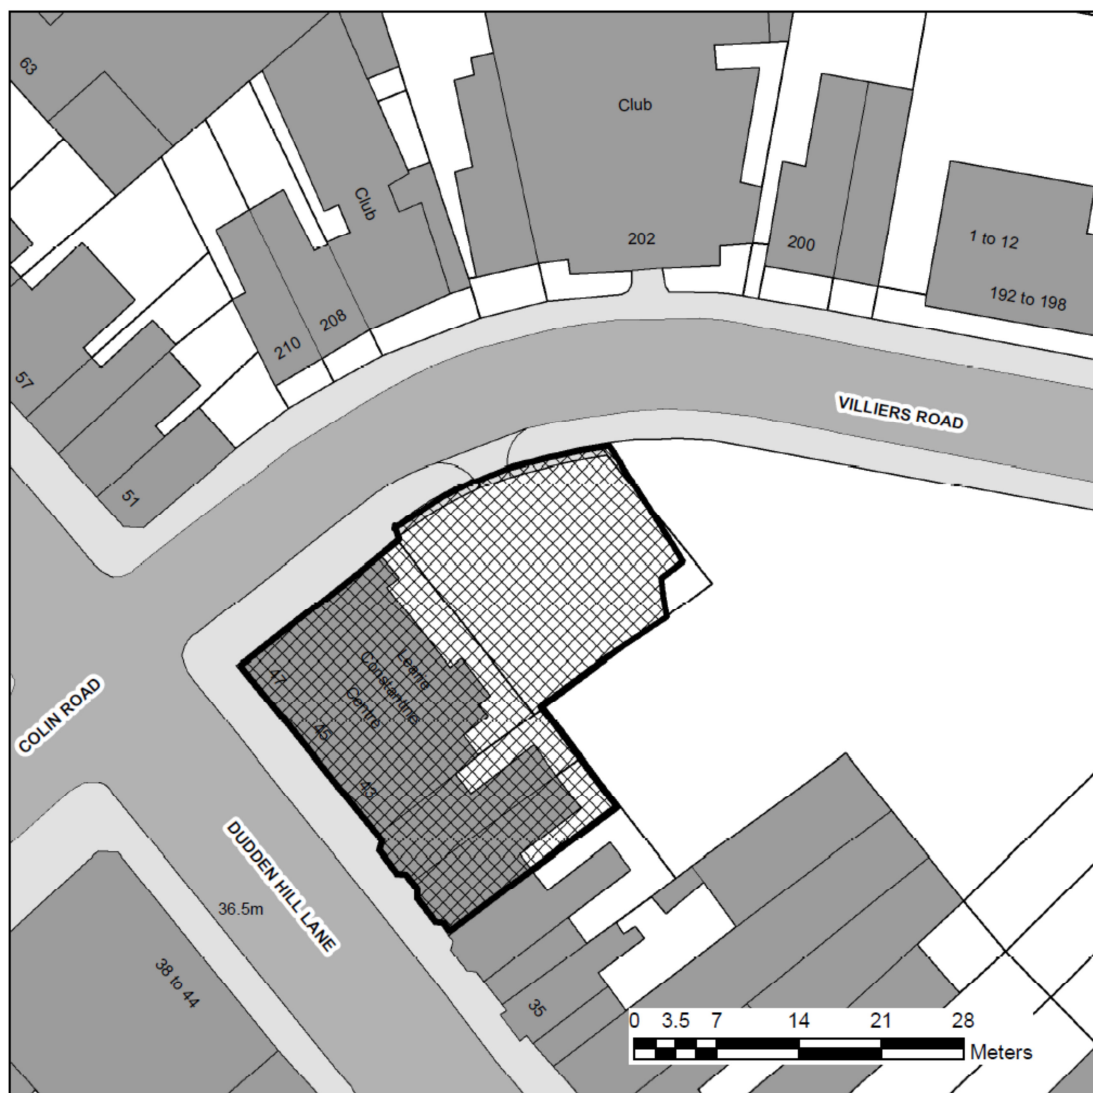 63
Club
Club
202
200
1 to 12
192 to 198
208
210
57
51
VILLIERS ROAD
COLIN ROAD
DUDDEN HILL LANE
47
45
43
Learie
Constantine
Centre
36.5m
38 to 44
35
0 3.5 7 14 21 28
Meters